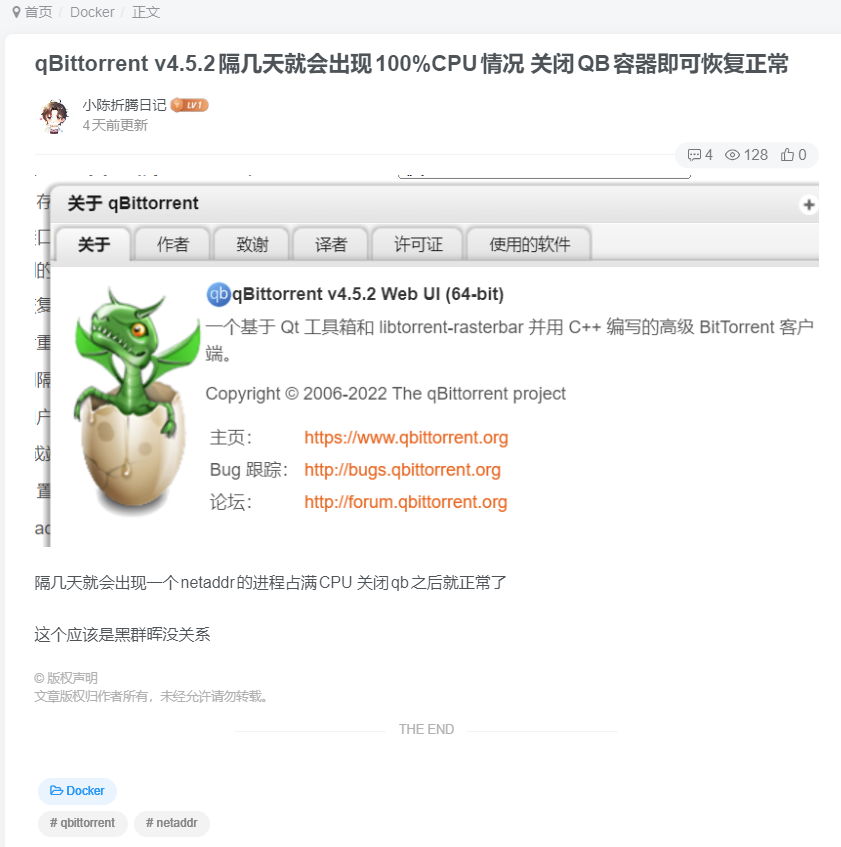 首页 / Docker / 正文
qBittorrent v4.5.2隔几天就会出现100%CPU情况 关闭QB容器即可恢复正常
小陈折腾日记 LV1
4天前更新
4 128 0
存
关于 qBittorrent
口
关于 作者 致谢 译者 许可证 使用的软件
的
qb qBittorrent v4.5.2 Web UI (64-bit)
复
一个基于 Qt 工具箱和 libtorrent-rasterbar 并用 C++ 编写的高级 BitTorrent 客户
重
端。
隔
Copyright © 2006-2022 The qBittorrent project
户
主页： https://www.qbittorrent.org
Bug 跟踪： http://bugs.qbittorrent.org
置
论坛： http://forum.qbittorrent.org
ac
隔几天就会出现一个netaddr的进程占满CPU 关闭qb之后就正常了
这个应该是黑群晖没关系
© 版权声明
文章版权归作者所有，未经允许请勿转载。
THE END
Docker
# qbittorrent # netaddr